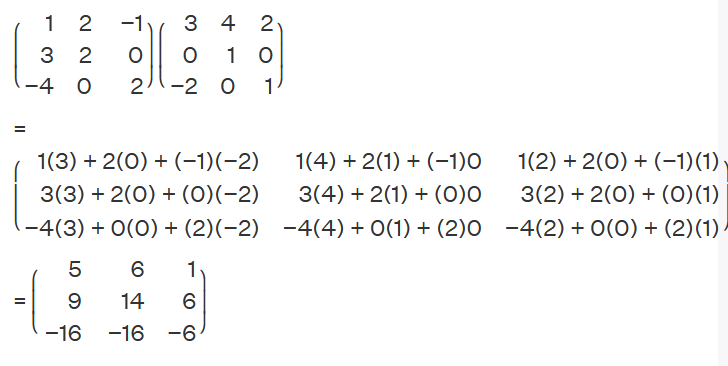 ( 1 2 −1 ) ( 3 4 2 )
( 3 2 0 ) ( 0 1 0 )
( −4 0 2 ) ( −2 0 1 )
=
( 1(3) + 2(0) + (−1)(−2) 1(4) + 2(1) + (−1)0 1(2) + 2(0) + (−1)(1) )
( 3(3) + 2(0) + (0)(−2) 3(4) + 2(1) + (0)0 3(2) + 2(0) + (0)(1) )
( −4(3) + 0(0) + (2)(−2) −4(4) + 0(1) + (2)0 −4(2) + 0(0) + (2)(1) )
( 5 6 1 )
= ( 9 14 6 )
( −16 −16 −6 )